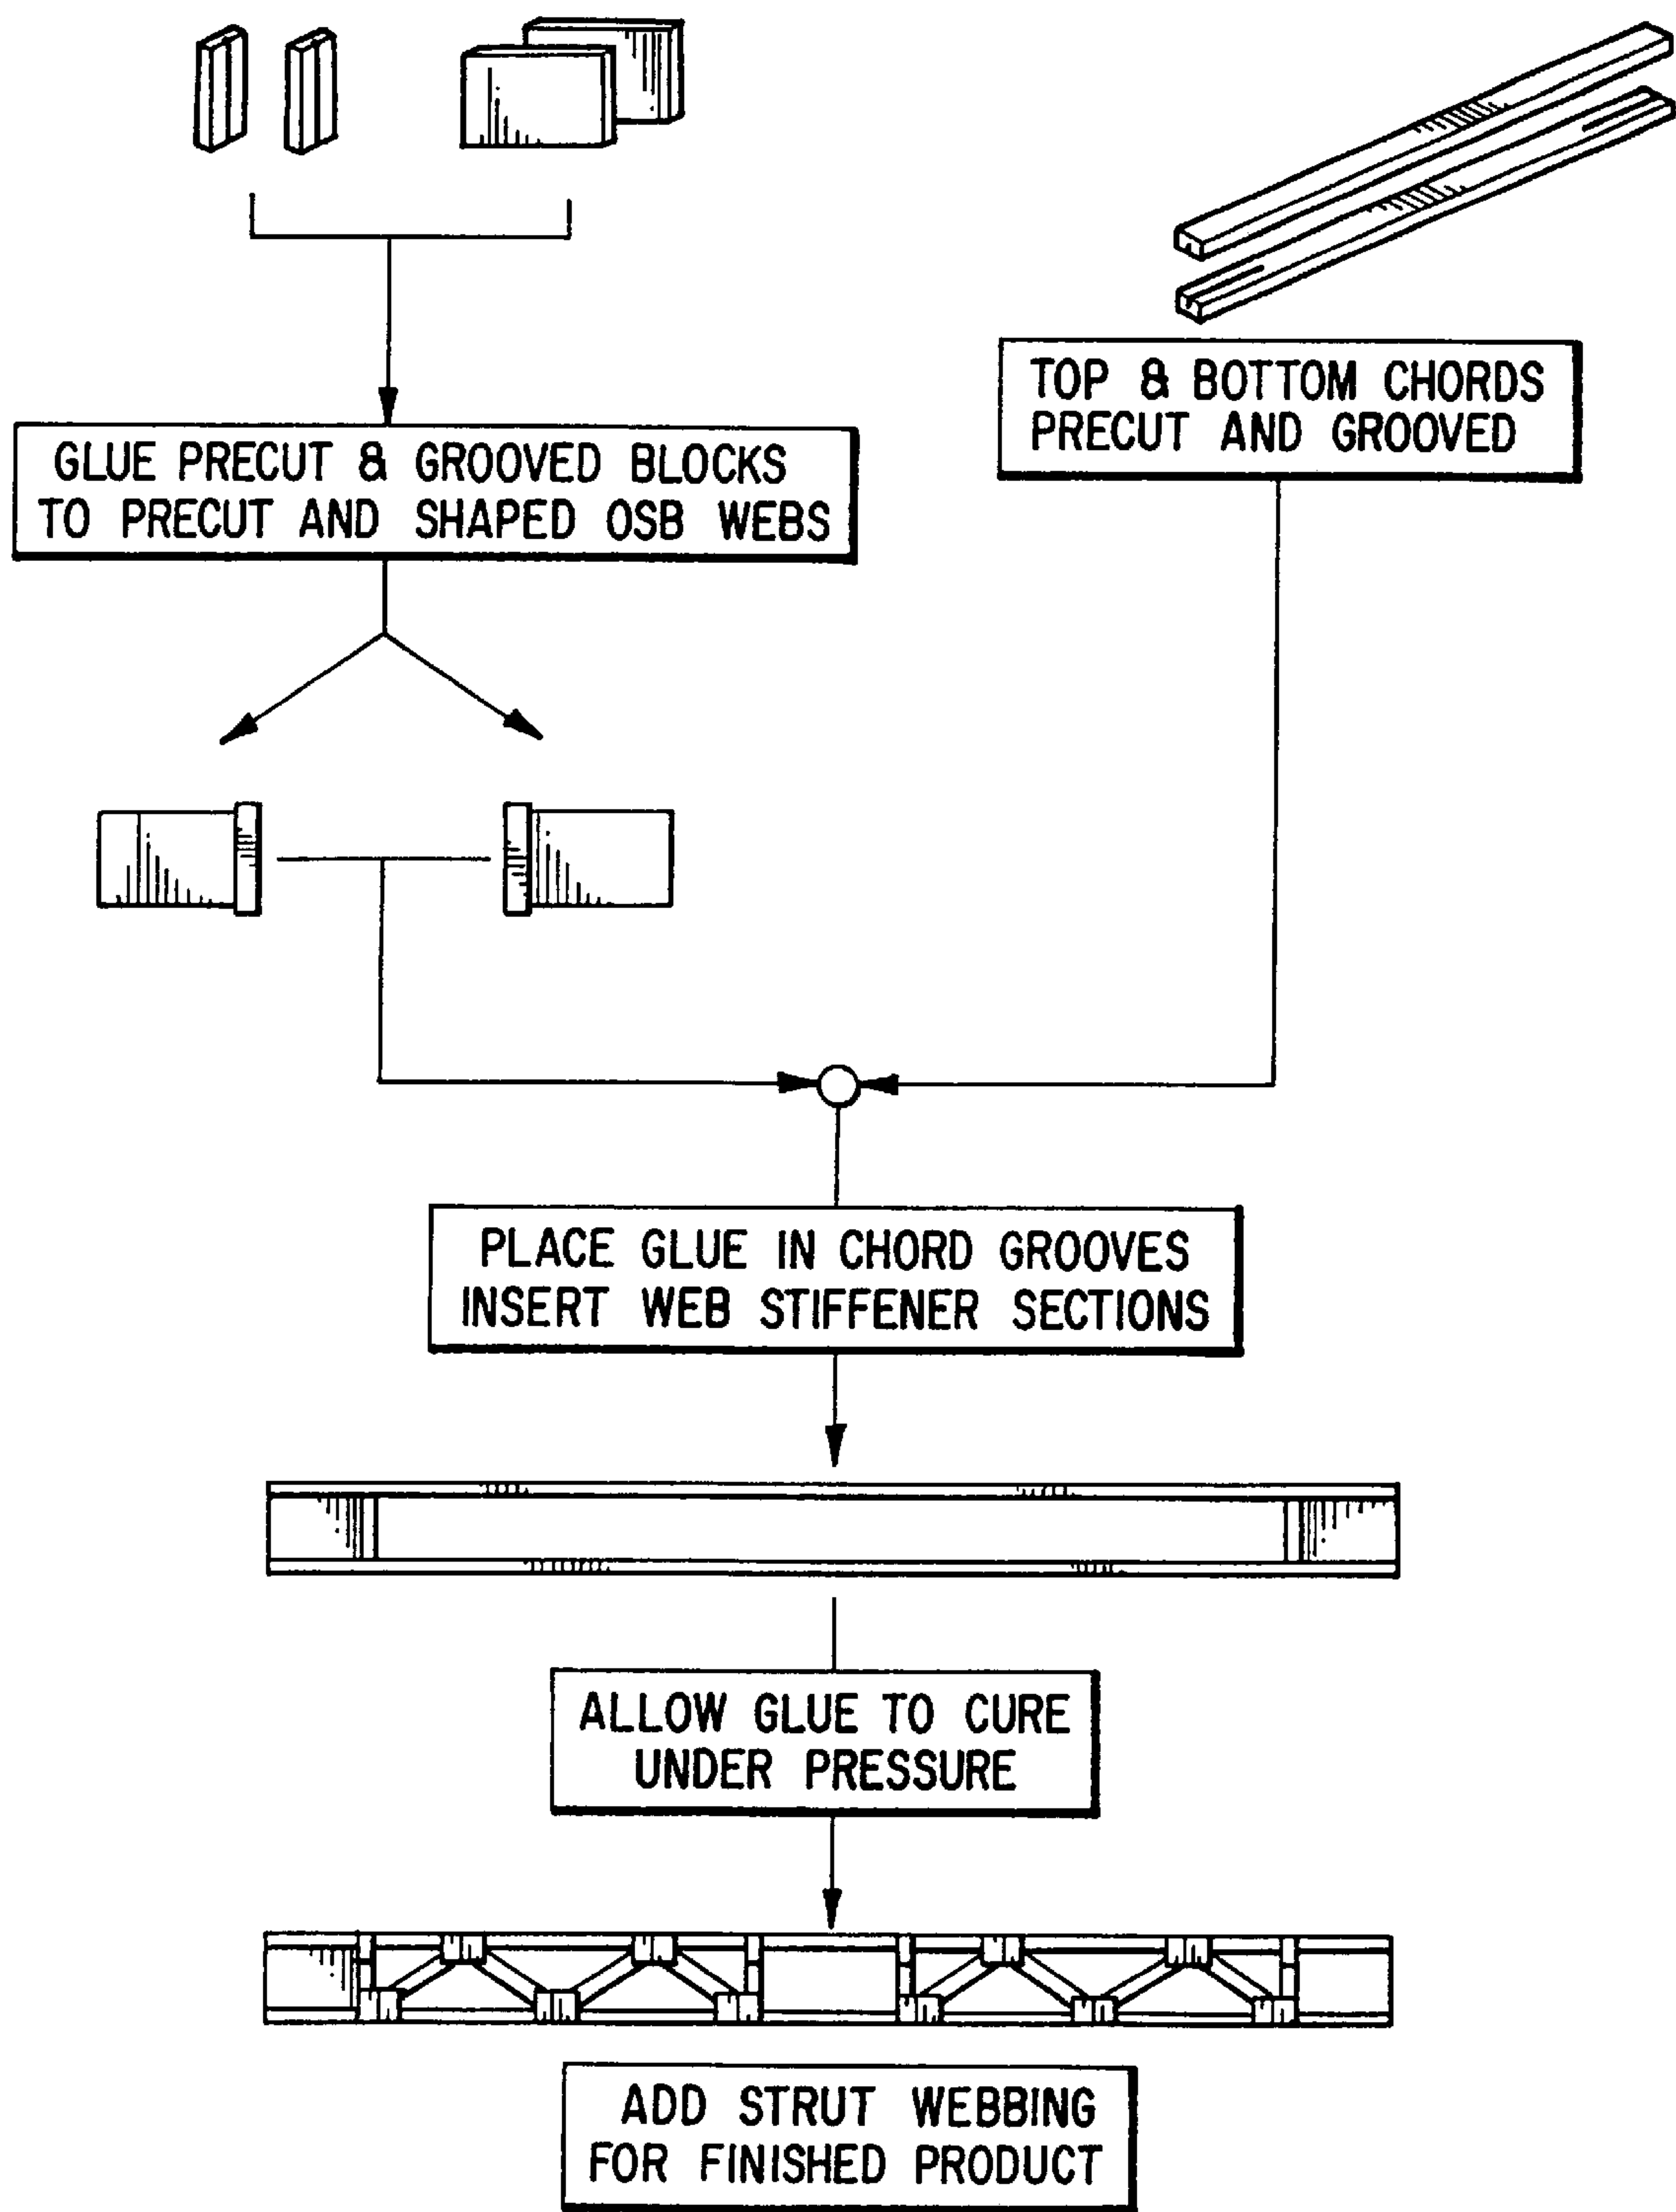 TOP & BOTTOM CHORDS
PRECUT AND GROOVED
GLUE PRECUT & GROOVED BLOCKS
TO PRECUT AND SHAPED OSB WEBS
PLACE GLUE IN CHORD GROOVES
INSERT WEB STIFFENER SECTIONS
ALLOW GLUE TO CURE
UNDER PRESSURE
ADD STRUT WEBBING
FOR FINISHED PRODUCT